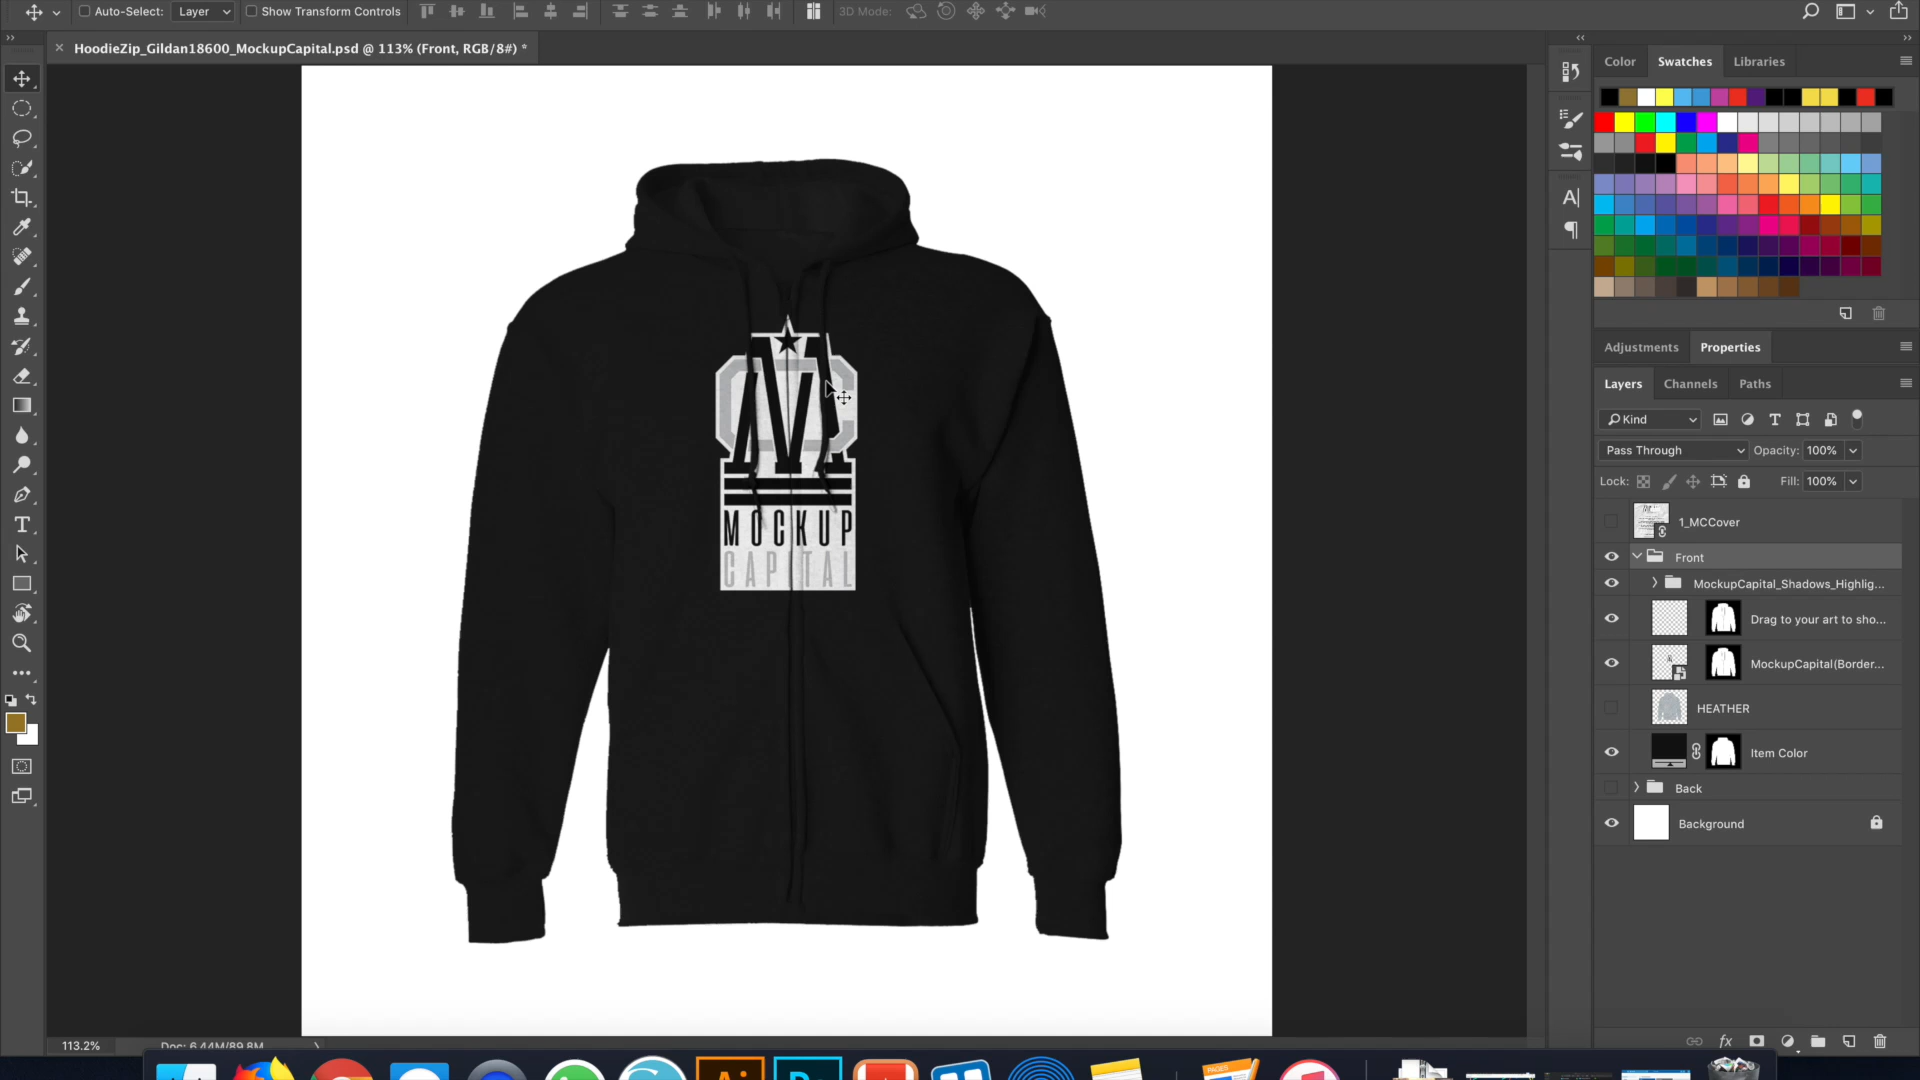 Auto-Select: Layer Show Transform Controls 3D Mode:
HoodieZip_Gildan18600_MockupCapital.psd @ 113% (Front, RGB/8#) *
MOCKUP
CAPITAL
113.2% Doc: 6.44M/89.8M
Color Swatches Libraries
Adjustments Properties
Layers Channels Paths
Kind
Pass Through Opacity: 100%
Lock: Fill: 100%
1_MCCover
Front
MockupCapital_Shadows_Highlig...
Drag to your art to sho...
MockupCapital(Border...
HEATHER
Item Color
Back
Background
PAGES